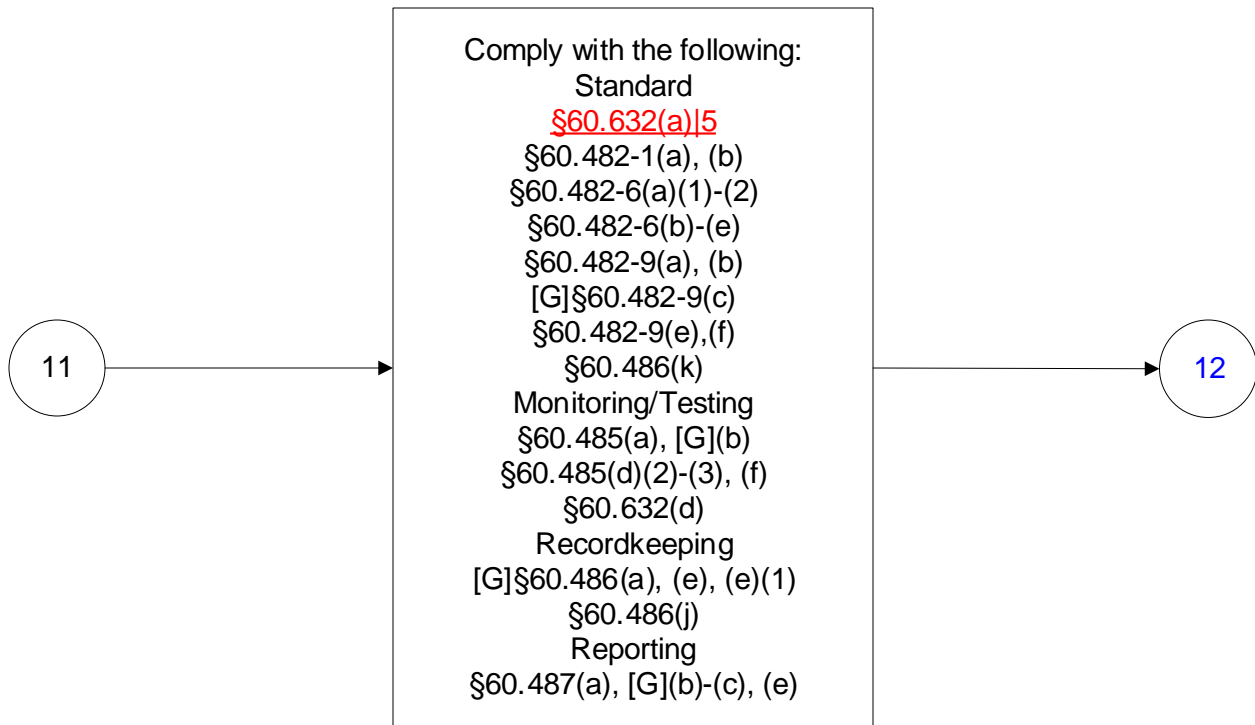 Comply with the following:
Standard
§60.632(a)|5
§60.482-1(a), (b)
§60.482-6(a)(1)-(2)
§60.482-6(b)-(e)
§60.482-9(a), (b)
[G]§60.482-9(c)
§60.482-9(e),(f)
§60.486(k)
Monitoring/Testing
§60.485(a), [G](b)
§60.485(d)(2)-(3), (f)
§60.632(d)
Recordkeeping
[G]§60.486(a), (e), (e)(1)
§60.486(j)
Reporting
§60.487(a), [G](b)-(c), (e)
11
12